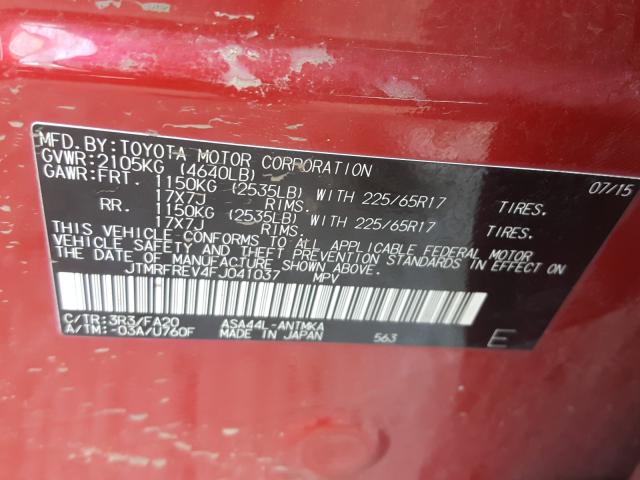 MFD.BY:TOYOTA MOTOR CORPORATION 07/15
GVWR:2105KG (4640LB)
GAWR:FRT. 1150KG (2535LB) WITH 225/65R17 TIRES.
17X7J RIMS.
RR. 1150KG (2535LB) WITH 225/65R17 TIRES.
17X7J RIMS.
THIS VEHICLE CONFORMS TO ALL APPLICABLE FEDERAL MOTOR
VEHICLE SAFETY AND THEFT PREVENTION STANDARDS IN EFFECT ON
THE DATE OF MANUFACTURE SHOWN ABOVE.
JTMRFREV4FJ041037 MPV
C/TR:3R3/FA20 ASA44L-ANTMKA
A/TM:-03A/U760F MADE IN JAPAN 563 E